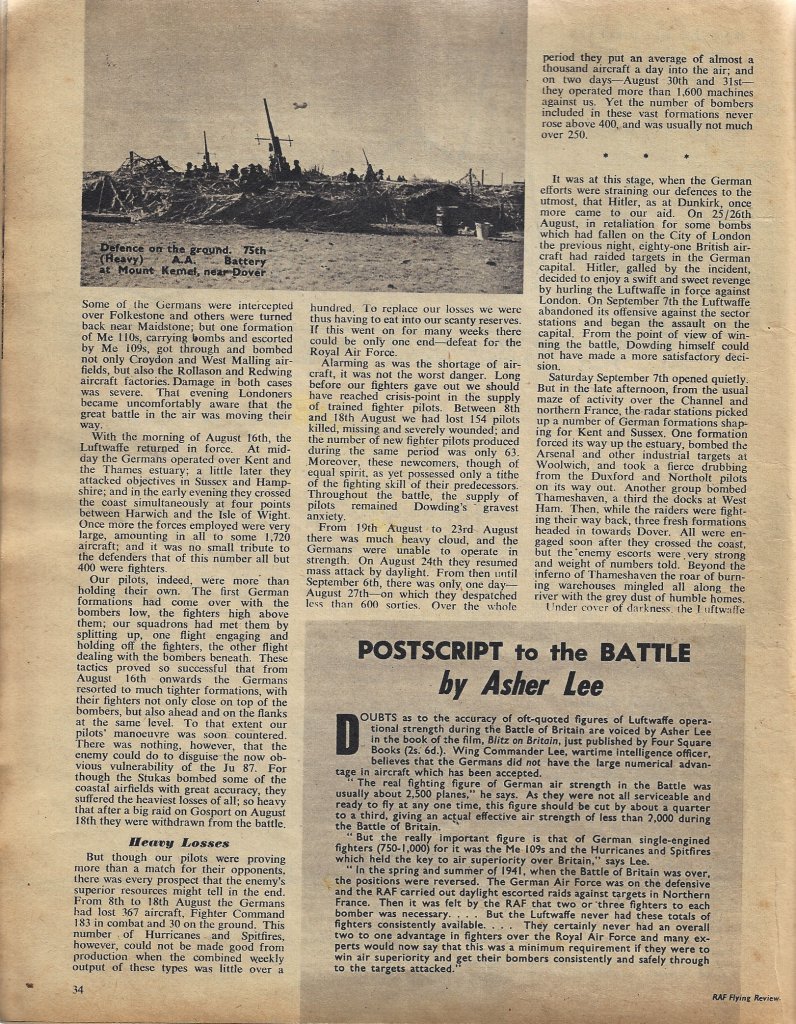 Defence on the ground. 75th
(Heavy) A.A. Battery
at Mount Kemel, near Dover
Some of the Germans were intercepted
over Folkestone and others were turned
back near Maidstone; but one formation
of Me 110s, carrying bombs and escorted
by Me 109s, got through and bombed
not only Croydon and West Malling air-
fields, but also the Rollason and Redwing
aircraft factories. Damage in both cases
was severe. That evening Londoners
became uncomfortably aware that the
great battle in the air was moving their
way.
With the morning of August 16th, the
Luftwaffe returned in force. At mid-
day the Germans operated over Kent and
the Thames estuary; a little later they
attacked objectives in Sussex and Hamp-
shire; and in the early evening they crossed
the coast simultaneously at four points
between Harwich and the Isle of Wight.
Once more the forces employed were very
large, amounting in all to some 1,720
aircraft; and it was no small tribute to
the defenders that of this number all but
400 were fighters.
Our pilots, indeed, were more than
holding their own. The first German
formations had come over with the
bombers low, the fighters high above
them; our squadrons had met them by
splitting up, one flight engaging and
holding off the fighters, the other flight
dealing with the bombers beneath. These
tactics proved so successful that from
August 16th onwards the Germans
resorted to much tighter formations, with
their fighters not only close on top of the
bombers, but also ahead and on the flanks
at the same level. To that extent our
pilots' manoeuvre was soon countered.
There was nothing, however, that the
enemy could do to disguise the now ob-
vious vulnerability of the Ju 87. For
though the Stukas bombed some of the
coastal airfields with great accuracy, they
suffered the heaviest losses of all; so heavy
that after a big raid on Gosport on August
18th they were withdrawn from the battle.
Heavy Losses
But though our pilots were proving
more than a match for their opponents,
there was every prospect that the enemy's
superior resources might tell in the end.
From 8th to 18th August the Germans
had lost 367 aircraft, Fighter Command
183 in combat and 30 on the ground. This
number of Hurricanes and Spitfires,
however, could not be made good from
production when the combined weekly
output of these types was little over a
hundred. To replace our losses we were
thus having to eat into our scanty reserves.
If this went on for many weeks there
could be only one end—defeat for the
Royal Air Force.
Alarming as was the shortage of air-
craft, it was not the worst danger. Long
before our fighters gave out we should
have reached crisis-point in the supply
of trained fighter pilots. Between 8th
and 18th August we had lost 154 pilots
killed, missing and severely wounded; and
the number of new fighter pilots produced
during the same period was only 63.
Moreover, these newcomers, though of
equal spirit, as yet possessed only a tithe
of the fighting skill of their predecessors.
Throughout the battle, the supply of
pilots remained Dowding's gravest
anxiety.
From 19th August to 23rd August
there was much heavy cloud, and the
Germans were unable to operate in
strength. On August 24th they resumed
mass attack by daylight. From then until
September 6th, there was only one day—
August 27th—on which they despatched
less than 600 sorties. Over the whole
period they put an average of almost a
thousand aircraft a day into the air; and
on two days—August 30th and 31st—
they operated more than 1,600 machines
against us. Yet the number of bombers
included in these vast formations never
rose above 400, and was usually not much
over 250.
* * *
It was at this stage, when the German
efforts were straining our defences to the
utmost, that Hitler, as at Dunkirk, once
more came to our aid. On 25/26th
August, in retaliation for some bombs
which had fallen on the City of London
the previous night, eighty-one British air-
craft had raided targets in the German
capital. Hitler, galled by the incident,
decided to enjoy a swift and sweet revenge
by hurling the Luftwaffe in force against
London. On September 7th the Luftwaffe
abandoned its offensive against the sector
stations and began the assault on the
capital. From the point of view of win-
ning the battle, Dowding himself could
not have made a more satisfactory deci-
sion.
Saturday September 7th opened quietly.
But in the late afternoon, from the usual
maze of activity over the Channel and
northern France, the radar stations picked
up a number of German formations shap-
ing for Kent and Sussex. One formation
forced its way up the estuary, bombed the
Arsenal and other industrial targets at
Woolwich, and took a fierce drubbing
from the Duxford and Northolt pilots
on its way out. Another group bombed
Thameshaven, a third the docks at West
Ham. Then, while the raiders were fight-
ing their way back, three fresh formations
headed in towards Dover. All were en-
gaged soon after they crossed the coast,
but the enemy escorts were very strong
and weight of numbers told. Beyond the
inferno of Thameshaven the roar of burn-
ing warehouses mingled all along the
river with the grey dust of humble homes.
Under cover of darkness the Luftwaffe
POSTSCRIPT to the BATTLE
by Asher Lee
DOUBTS as to the accuracy of oft-quoted figures of Luftwaffe opera-
tional strength during the Battle of Britain are voiced by Asher Lee
in the book of the film, Blitz on Britain, just published by Four Square
Books (2s. 6d.). Wing Commander Lee, wartime intelligence officer,
believes that the Germans did not have the large numerical advan-
tage in aircraft which has been accepted.
"The real fighting figure of German air strength in the Battle was
usually about 2,500 planes," he says. As they were not all serviceable and
ready to fly at any one time, this figure should be cut by about a quarter
to a third, giving an actual effective air strength of less than 2,000 during
the Battle of Britain.
"But the really important figure is that of German single-engined
fighters (750-1,000) for it was the Me 109s and the Hurricanes and Spitfires
which held the key to air superiority over Britain," says Lee.
"In the spring and summer of 1941, when the Battle of Britain was over,
the positions were reversed. The German Air Force was on the defensive
and the RAF carried out daylight escorted raids against targets in Northern
France. Then it was felt by the RAF that two or three fighters to each
bomber was necessary. . . . But the Luftwaffe never had these totals of
fighters consistently available. . . . They certainly never had an overall
two to one advantage in fighters over the Royal Air Force and many ex-
perts would now say that this was a minimum requirement if they were to
win air superiority and get their bombers consistently and safely through
to the targets attacked."
34
RAF Flying Review.